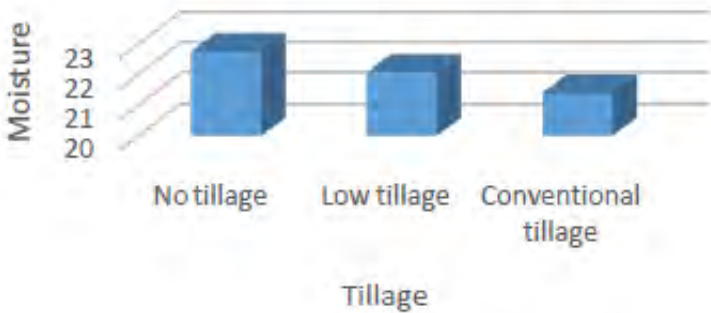 Moisture
23
22
21
20
No tillage
Low tillage
Conventional
tillage
Tillage